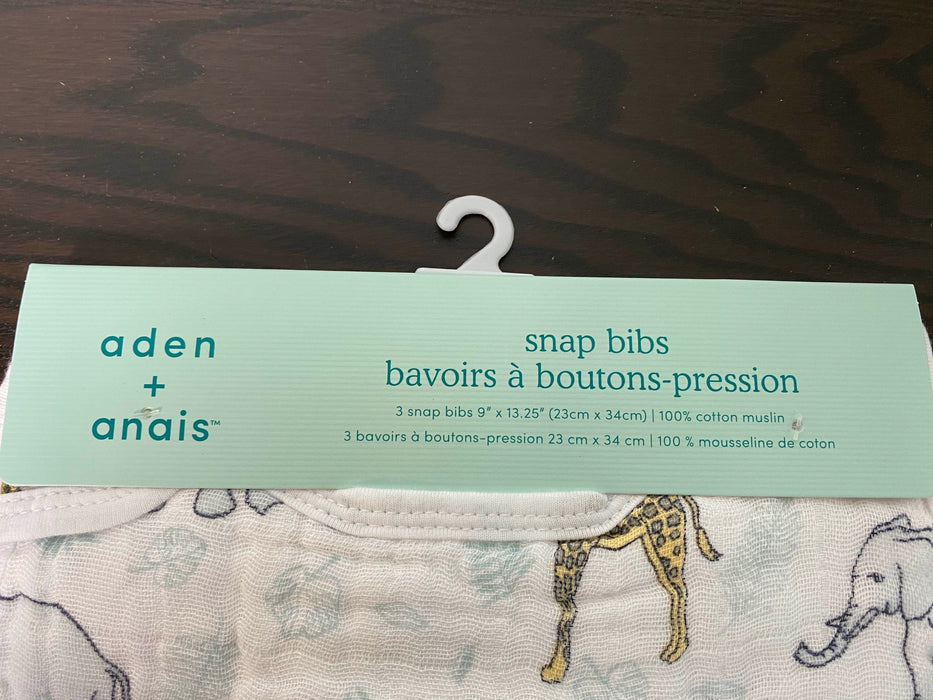 aden
+
anais™
snap bibs
bavoirs à boutons-pression
3 snap bibs 9″ x 13.25″ (23cm x 34cm) | 100% cotton muslin
3 bavoirs à boutons-pression 23 cm x 34 cm | 100 % mousseline de coton